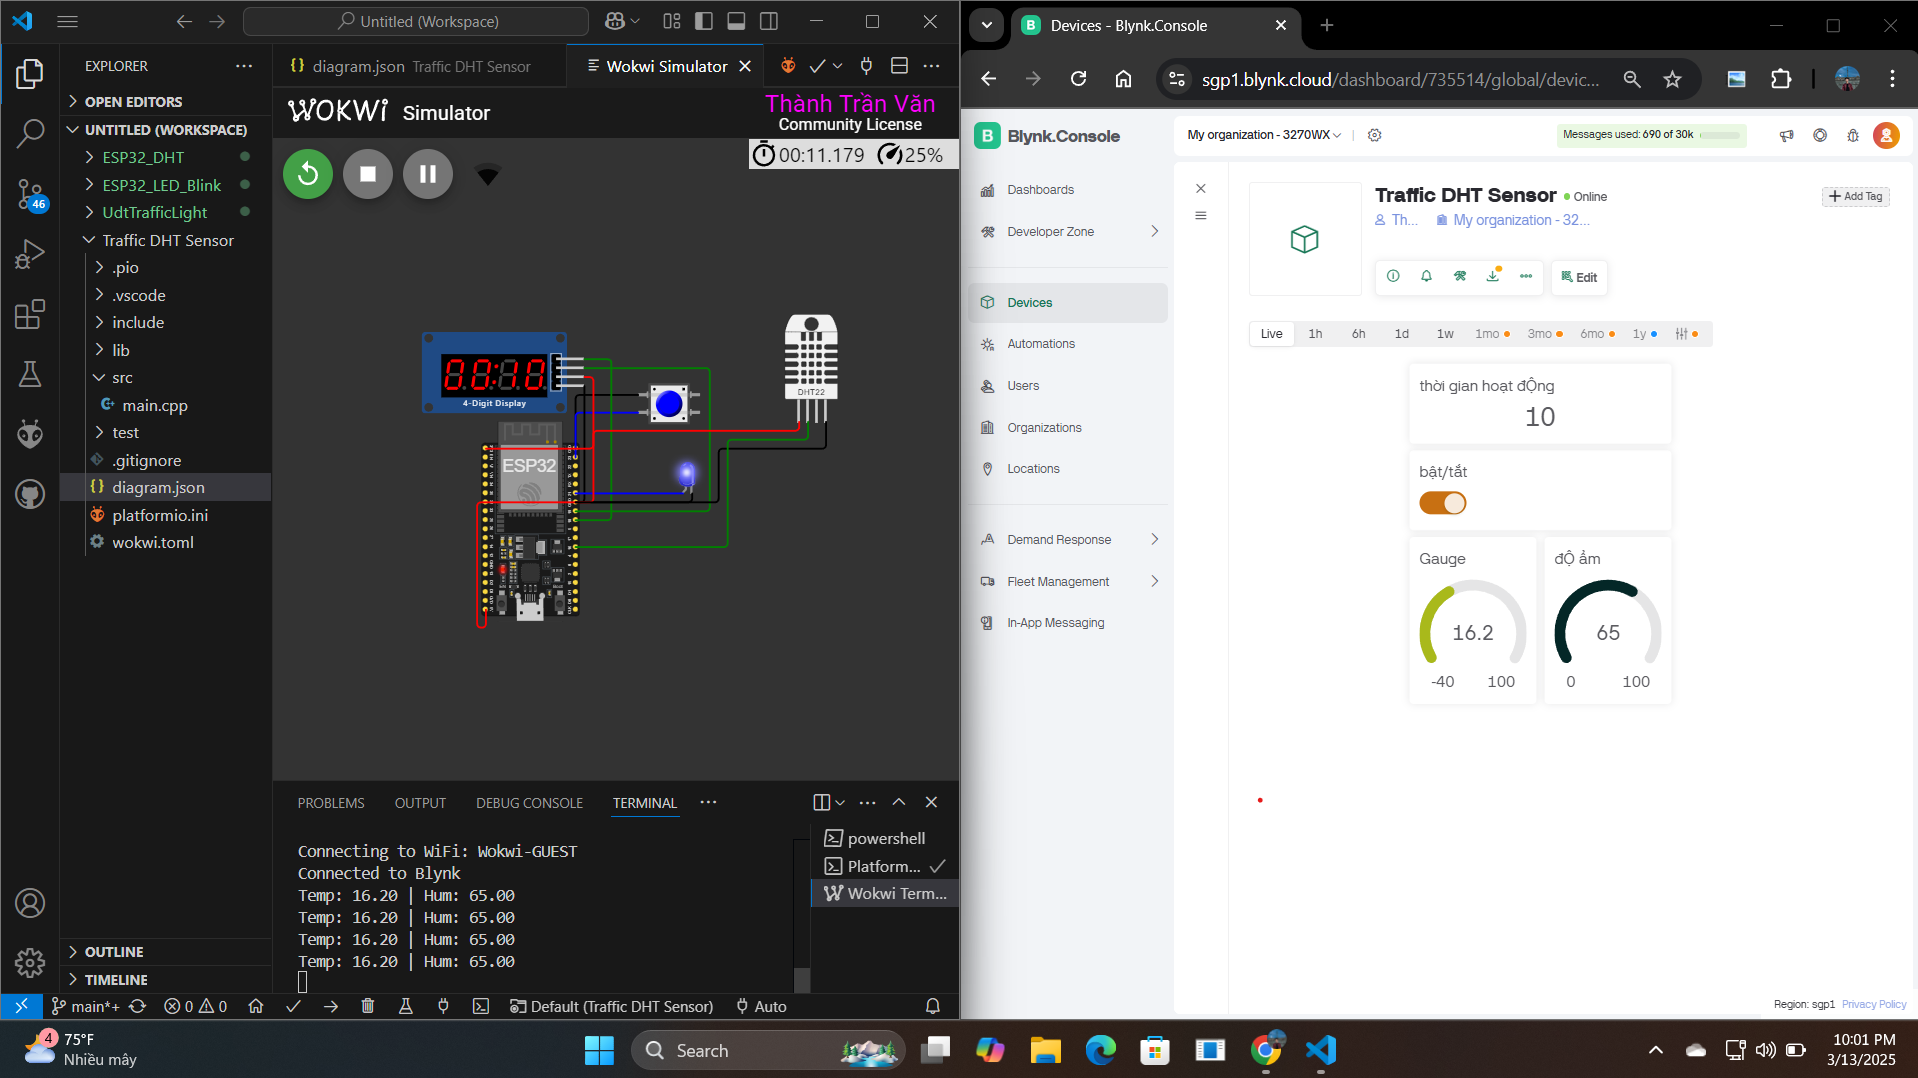 Untitled (Workspace)
EXPLORER
OPEN EDITORS
UNTITLED (WORKSPACE)
ESP32_DHT
ESP32_LED_Blink
UdtTrafficLight
Traffic DHT Sensor
.pio
.vscode
include
lib
src
main.cpp
test
.gitignore
diagram.json
platformio.ini
wokwi.toml
OUTLINE
TIMELINE
46
diagram.json Traffic DHT Sensor
Wokwi Simulator
WOKWi Simulator
Thành Trần Văn
Community License
00:11.179 25%
00:10
4-Digit Display
DHT22
ESP32
PROBLEMS OUTPUT DEBUG CONSOLE TERMINAL
Connecting to WiFi: Wokwi-GUEST
Connected to Blynk
Temp: 16.20 | Hum: 65.00
Temp: 16.20 | Hum: 65.00
Temp: 16.20 | Hum: 65.00
Temp: 16.20 | Hum: 65.00
powershell
Platform...
Wokwi Term...
main*+ 0 0 Default (Traffic DHT Sensor) Auto
Devices - Blynk.Console
sgp1.blynk.cloud/dashboard/735514/global/devic...
B Blynk.Console
Dashboards
Developer Zone
Devices
Automations
Users
Organizations
Locations
Demand Response
Fleet Management
In-App Messaging
My organization - 3270WX
Messages used: 690 of 30k
Traffic DHT Sensor Online
Th... My organization - 32...
Add Tag
Edit
Live 1h 6h 1d 1w 1mo 3mo 6mo 1y
thời gian hoạt động
10
bật/tắt
Gauge
16.2
-40 100
độ ẩm
65
0 100
Region: sgp1 Privacy Policy
4
75°F
Nhiều mây
Search
10:01 PM
3/13/2025